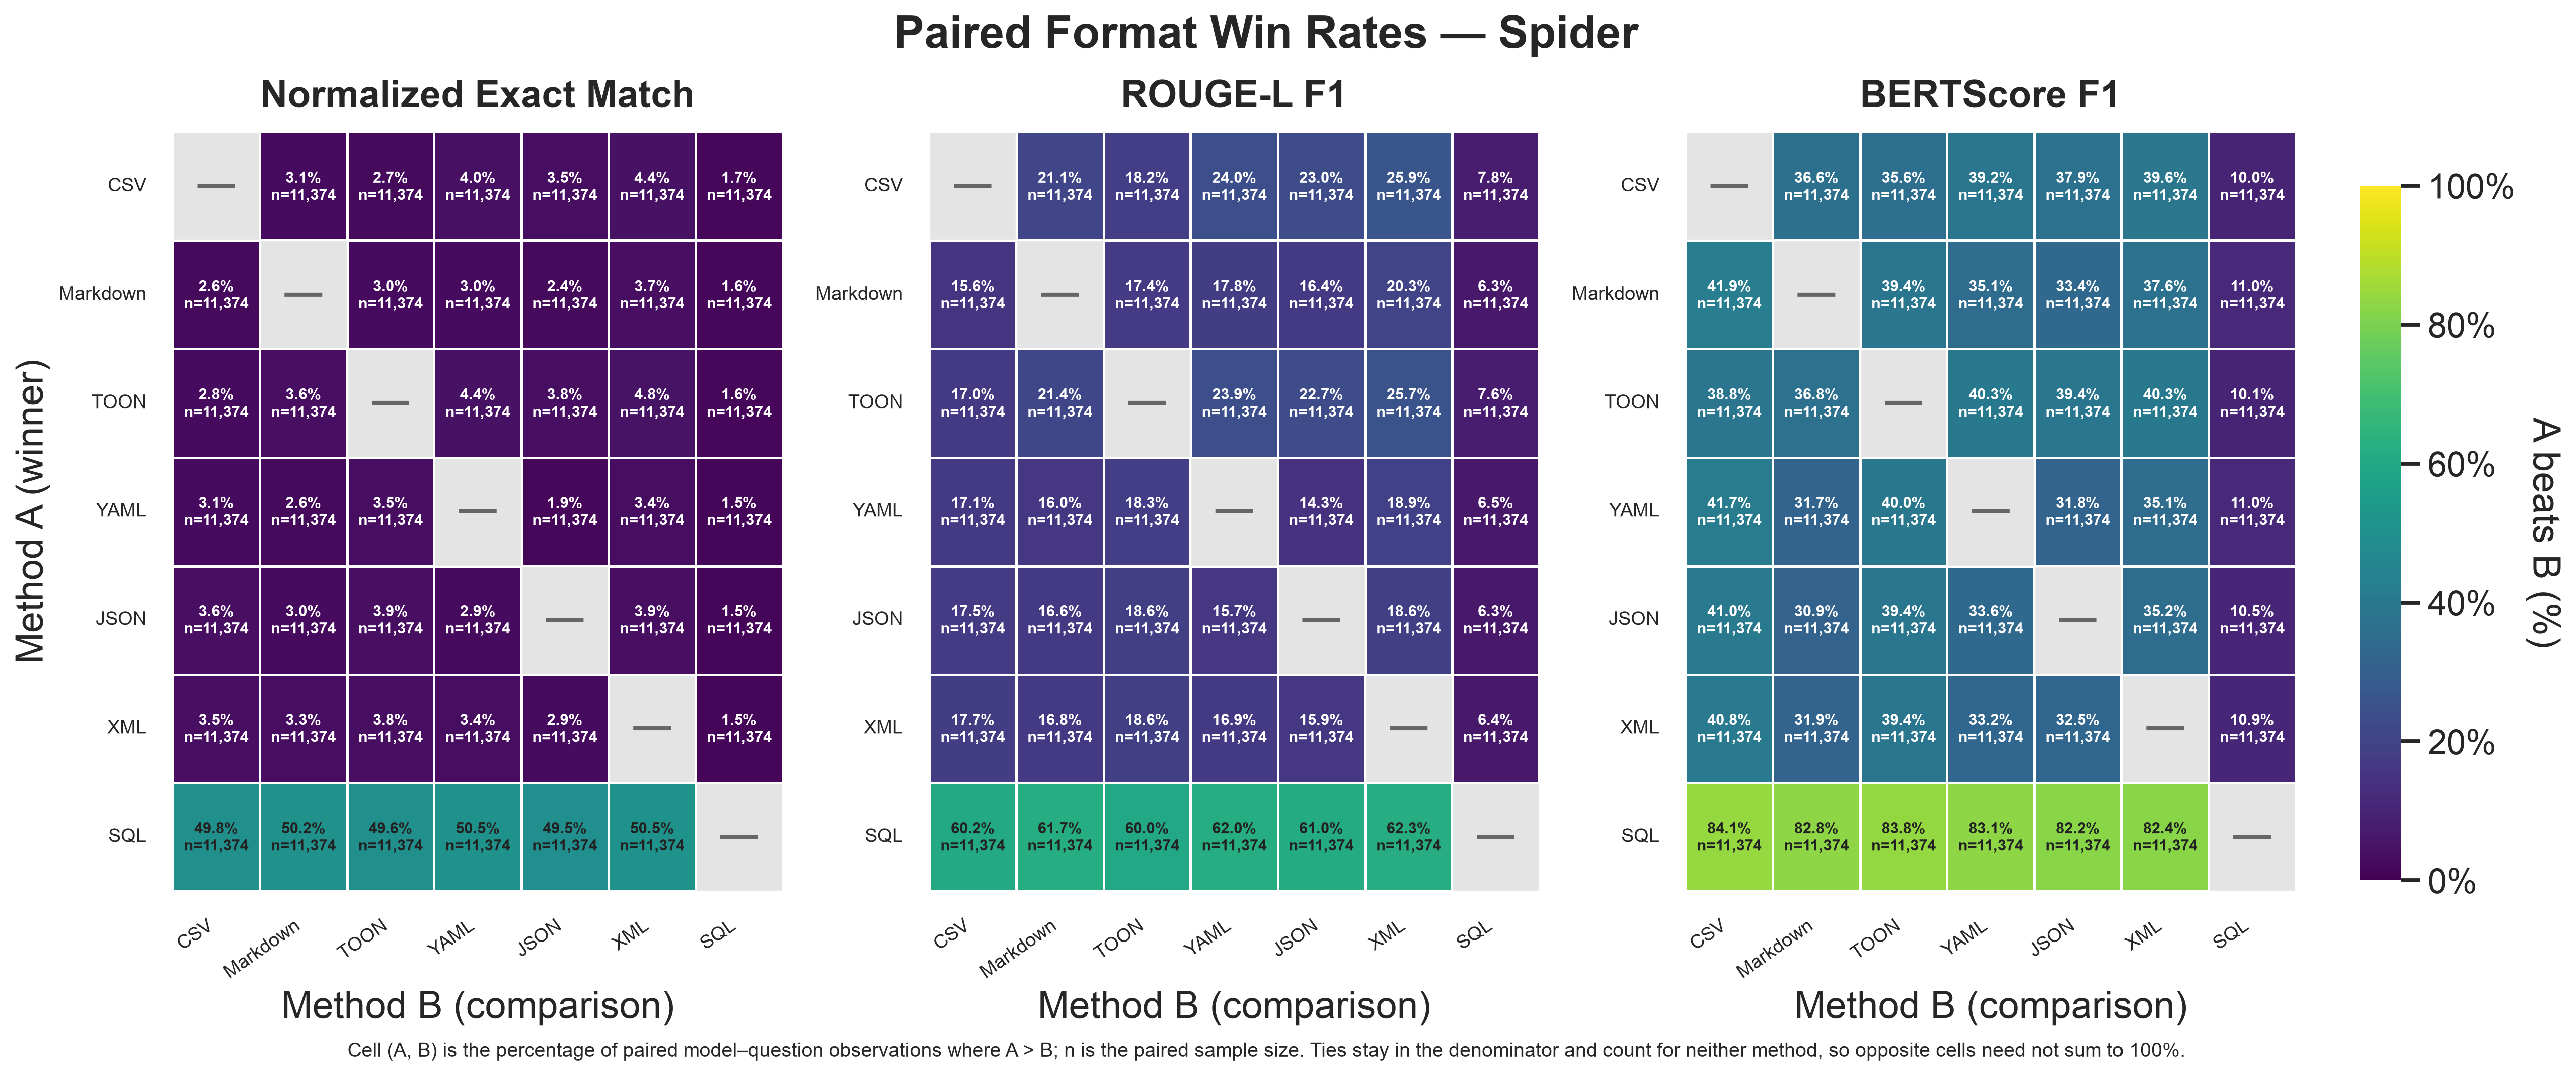 Paired Format Win Rates — Spider
Normalized Exact Match
ROUGE-L F1
BERTScore F1
Method A (winner)
CSV
— 3.1% 2.7% 4.0% 3.5% 4.4% 1.7%
n=11,374 n=11,374 n=11,374 n=11,374 n=11,374 n=11,374
Markdown
2.6% — 3.0% 3.0% 2.4% 3.7% 1.6%
n=11,374 n=11,374 n=11,374 n=11,374 n=11,374 n=11,374
TOON
2.8% 3.6% — 4.4% 3.8% 4.8% 1.6%
n=11,374 n=11,374 n=11,374 n=11,374 n=11,374 n=11,374
YAML
3.1% 2.6% 3.5% — 1.9% 3.4% 1.5%
n=11,374 n=11,374 n=11,374 n=11,374 n=11,374 n=11,374
JSON
3.6% 3.0% 3.9% 2.9% — 3.9% 1.5%
n=11,374 n=11,374 n=11,374 n=11,374 n=11,374 n=11,374
XML
3.5% 3.3% 3.8% 3.4% 2.9% — 1.5%
n=11,374 n=11,374 n=11,374 n=11,374 n=11,374 n=11,374
SQL
49.8% 50.2% 49.6% 50.5% 49.5% 50.5% —
n=11,374 n=11,374 n=11,374 n=11,374 n=11,374 n=11,374
CSV Markdown TOON YAML JSON XML SQL
Method B (comparison)
CSV
— 21.1% 18.2% 24.0% 23.0% 25.9% 7.8%
n=11,374 n=11,374 n=11,374 n=11,374 n=11,374 n=11,374
Markdown
15.6% — 17.4% 17.8% 16.4% 20.3% 6.3%
n=11,374 n=11,374 n=11,374 n=11,374 n=11,374 n=11,374
TOON
17.0% 21.4% — 23.9% 22.7% 25.7% 7.6%
n=11,374 n=11,374 n=11,374 n=11,374 n=11,374 n=11,374
YAML
17.1% 16.0% 18.3% — 14.3% 18.9% 6.5%
n=11,374 n=11,374 n=11,374 n=11,374 n=11,374 n=11,374
JSON
17.5% 16.6% 18.6% 15.7% — 18.6% 6.3%
n=11,374 n=11,374 n=11,374 n=11,374 n=11,374 n=11,374
XML
17.7% 16.8% 18.6% 16.9% 15.9% — 6.4%
n=11,374 n=11,374 n=11,374 n=11,374 n=11,374 n=11,374
SQL
60.2% 61.7% 60.0% 62.0% 61.0% 62.3% —
n=11,374 n=11,374 n=11,374 n=11,374 n=11,374 n=11,374
CSV Markdown TOON YAML JSON XML SQL
Method B (comparison)
CSV
— 36.6% 35.6% 39.2% 37.9% 39.6% 10.0%
n=11,374 n=11,374 n=11,374 n=11,374 n=11,374 n=11,374
Markdown
41.9% — 39.4% 35.1% 33.4% 37.6% 11.0%
n=11,374 n=11,374 n=11,374 n=11,374 n=11,374 n=11,374
TOON
38.8% 36.8% — 40.3% 39.4% 40.3% 10.1%
n=11,374 n=11,374 n=11,374 n=11,374 n=11,374 n=11,374
YAML
41.7% 31.7% 40.0% — 31.8% 35.1% 11.0%
n=11,374 n=11,374 n=11,374 n=11,374 n=11,374 n=11,374
JSON
41.0% 30.9% 39.4% 33.6% — 35.2% 10.5%
n=11,374 n=11,374 n=11,374 n=11,374 n=11,374 n=11,374
XML
40.8% 31.9% 39.4% 33.2% 32.5% — 10.9%
n=11,374 n=11,374 n=11,374 n=11,374 n=11,374 n=11,374
SQL
84.1% 82.8% 83.8% 83.1% 82.2% 82.4% —
n=11,374 n=11,374 n=11,374 n=11,374 n=11,374 n=11,374
CSV Markdown TOON YAML JSON XML SQL
Method B (comparison)
100%
80%
60%
40%
20%
0%
A beats B (%)
Cell (A, B) is the percentage of paired model–question observations where A > B; n is the paired sample size. Ties stay in the denominator and count for neither method, so opposite cells need not sum to 100%.